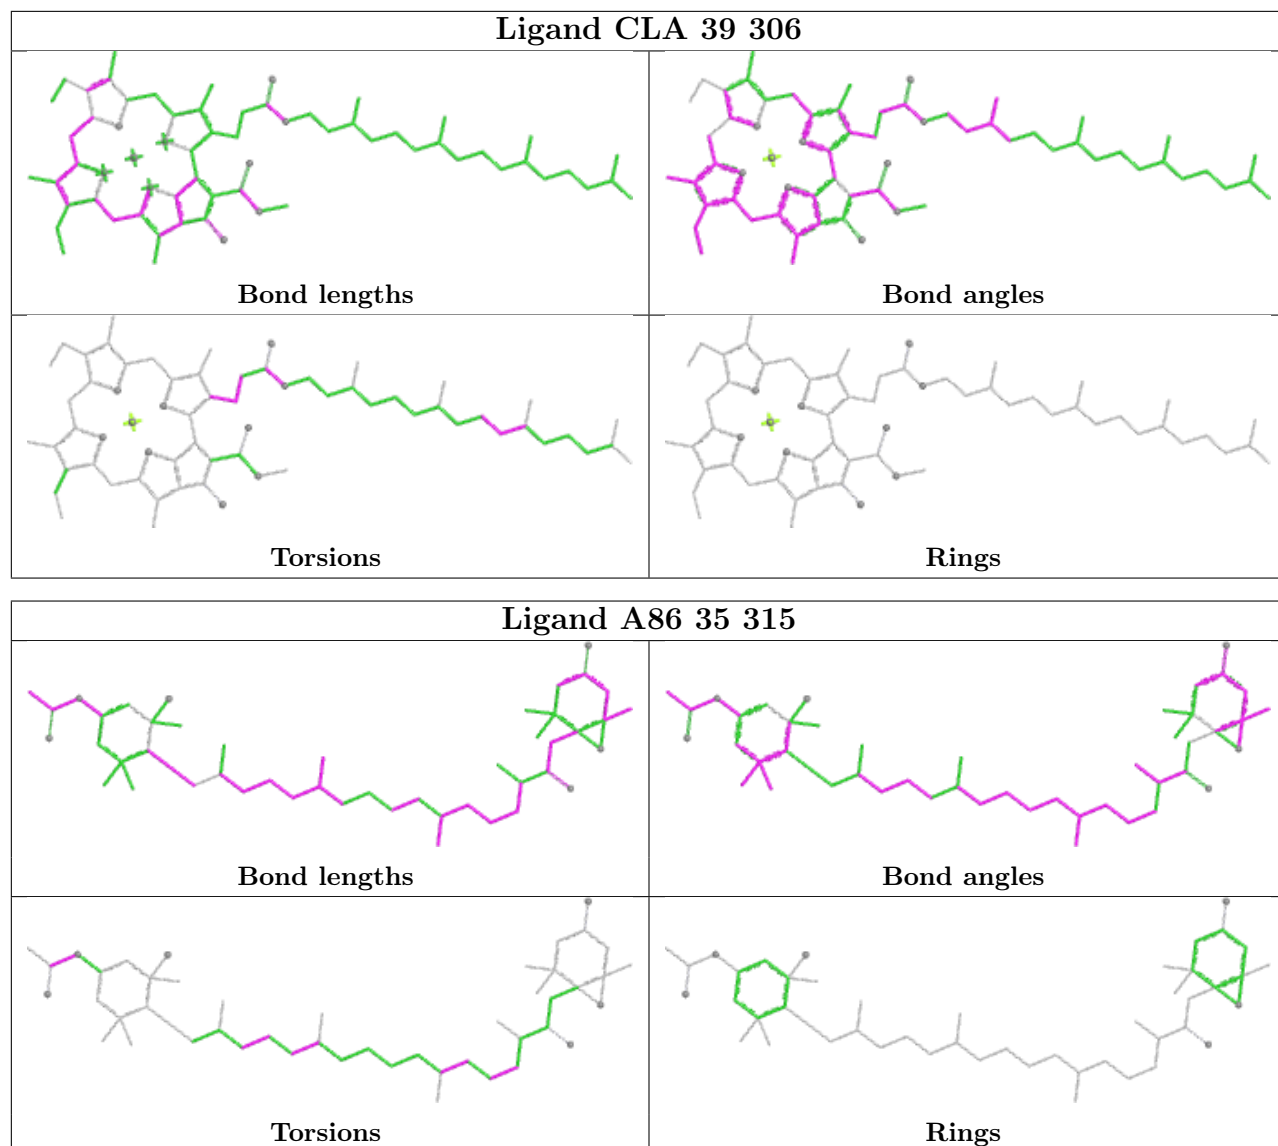 Ligand CLA 39 306
Bond lengths
Bond angles
Torsions
Rings
Ligand A86 35 315
Bond lengths
Bond angles
Torsions
Rings